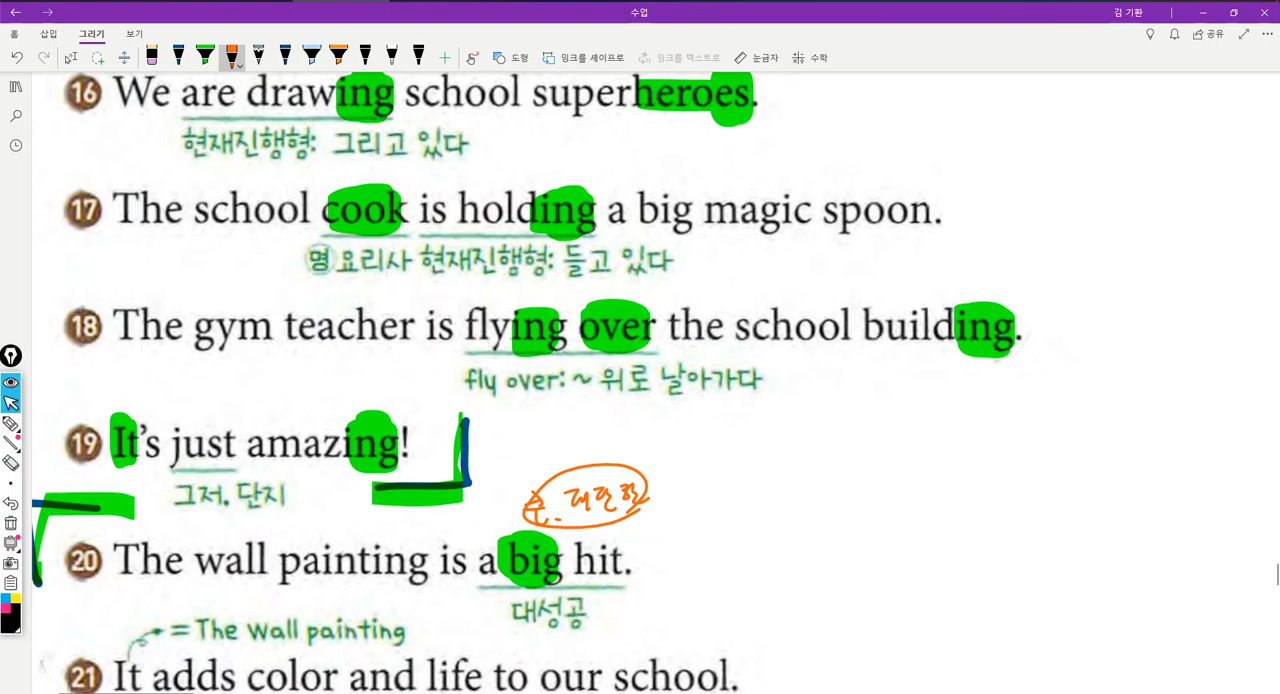 수업
김 기환
홈 삽입 그리기 보기
공유
도형 잉크를 셰이프로 잉크를 텍스트로 눈금자 수학
16 We are drawing school superheroes.
현재진행형: 그리고 있다
17 The school cook is holding a big magic spoon.
명 요리사 현재진행형: 들고 있다
18 The gym teacher is flying over the school building.
fly over: ~ 위로 날아가다
19 It's just amazing!
그저, 단지
대단한
20 The wall painting is a big hit.
대성공
= The wall painting
21 It adds color and life to our school.